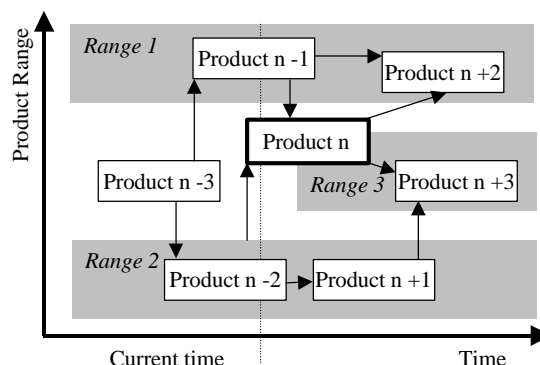 Product Range
Range 1
Product n -1
Product n +2
Product n
Product n -3
Range 3
Product n +3
Range 2
Product n -2
Product n +1
Current time
Time